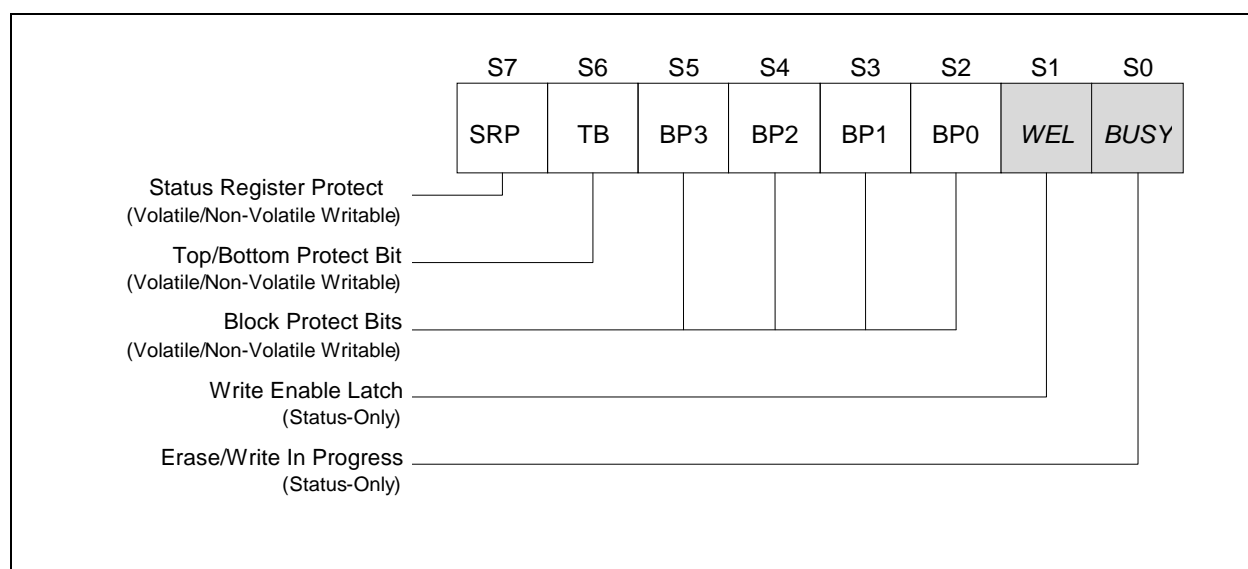 S7 S6 S5 S4 S3 S2 S1 S0
SRP TB BP3 BP2 BP1 BP0 WEL BUSY
Status Register Protect
(Volatile/Non-Volatile Writable)
Top/Bottom Protect Bit
(Volatile/Non-Volatile Writable)
Block Protect Bits
(Volatile/Non-Volatile Writable)
Write Enable Latch
(Status-Only)
Erase/Write In Progress
(Status-Only)